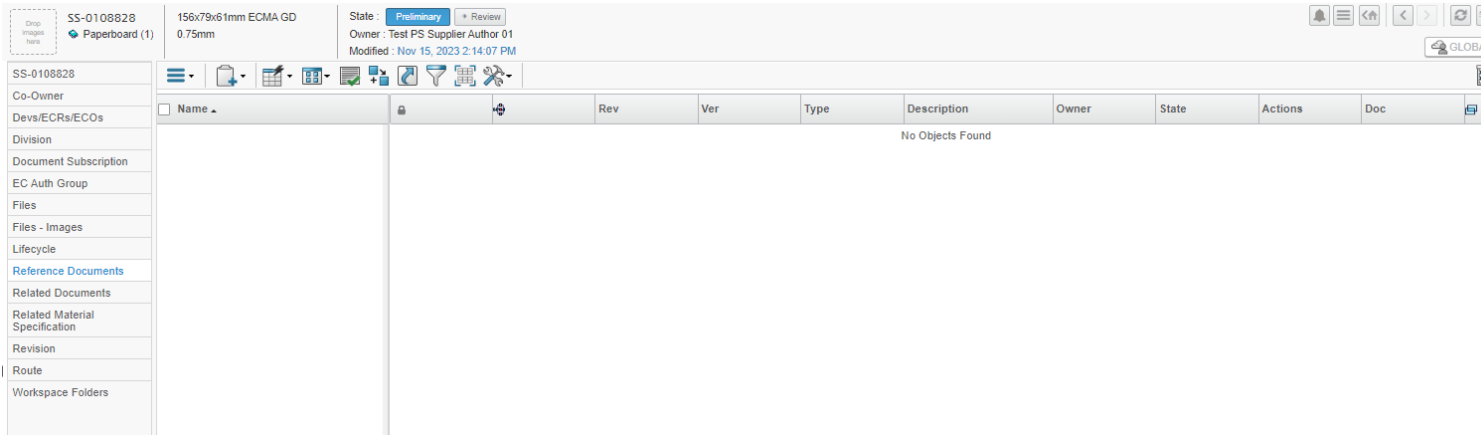 Drop
images
here
SS-0108828
Paperboard (1)
156x79x61mm ECMA GD
0.75mm
State : Preliminary + Review
Owner : Test PS Supplier Author 01
Modified : Nov 15, 2023 2:14:07 PM
GLOBA
SS-0108828
Co-Owner
Devs/ECRs/ECOs
Division
Document Subscription
EC Auth Group
Files
Files - Images
Lifecycle
Reference Documents
Related Documents
Related Material
Specification
Revision
Route
Workspace Folders
Name Rev Ver Type Description Owner State Actions Doc
No Objects Found